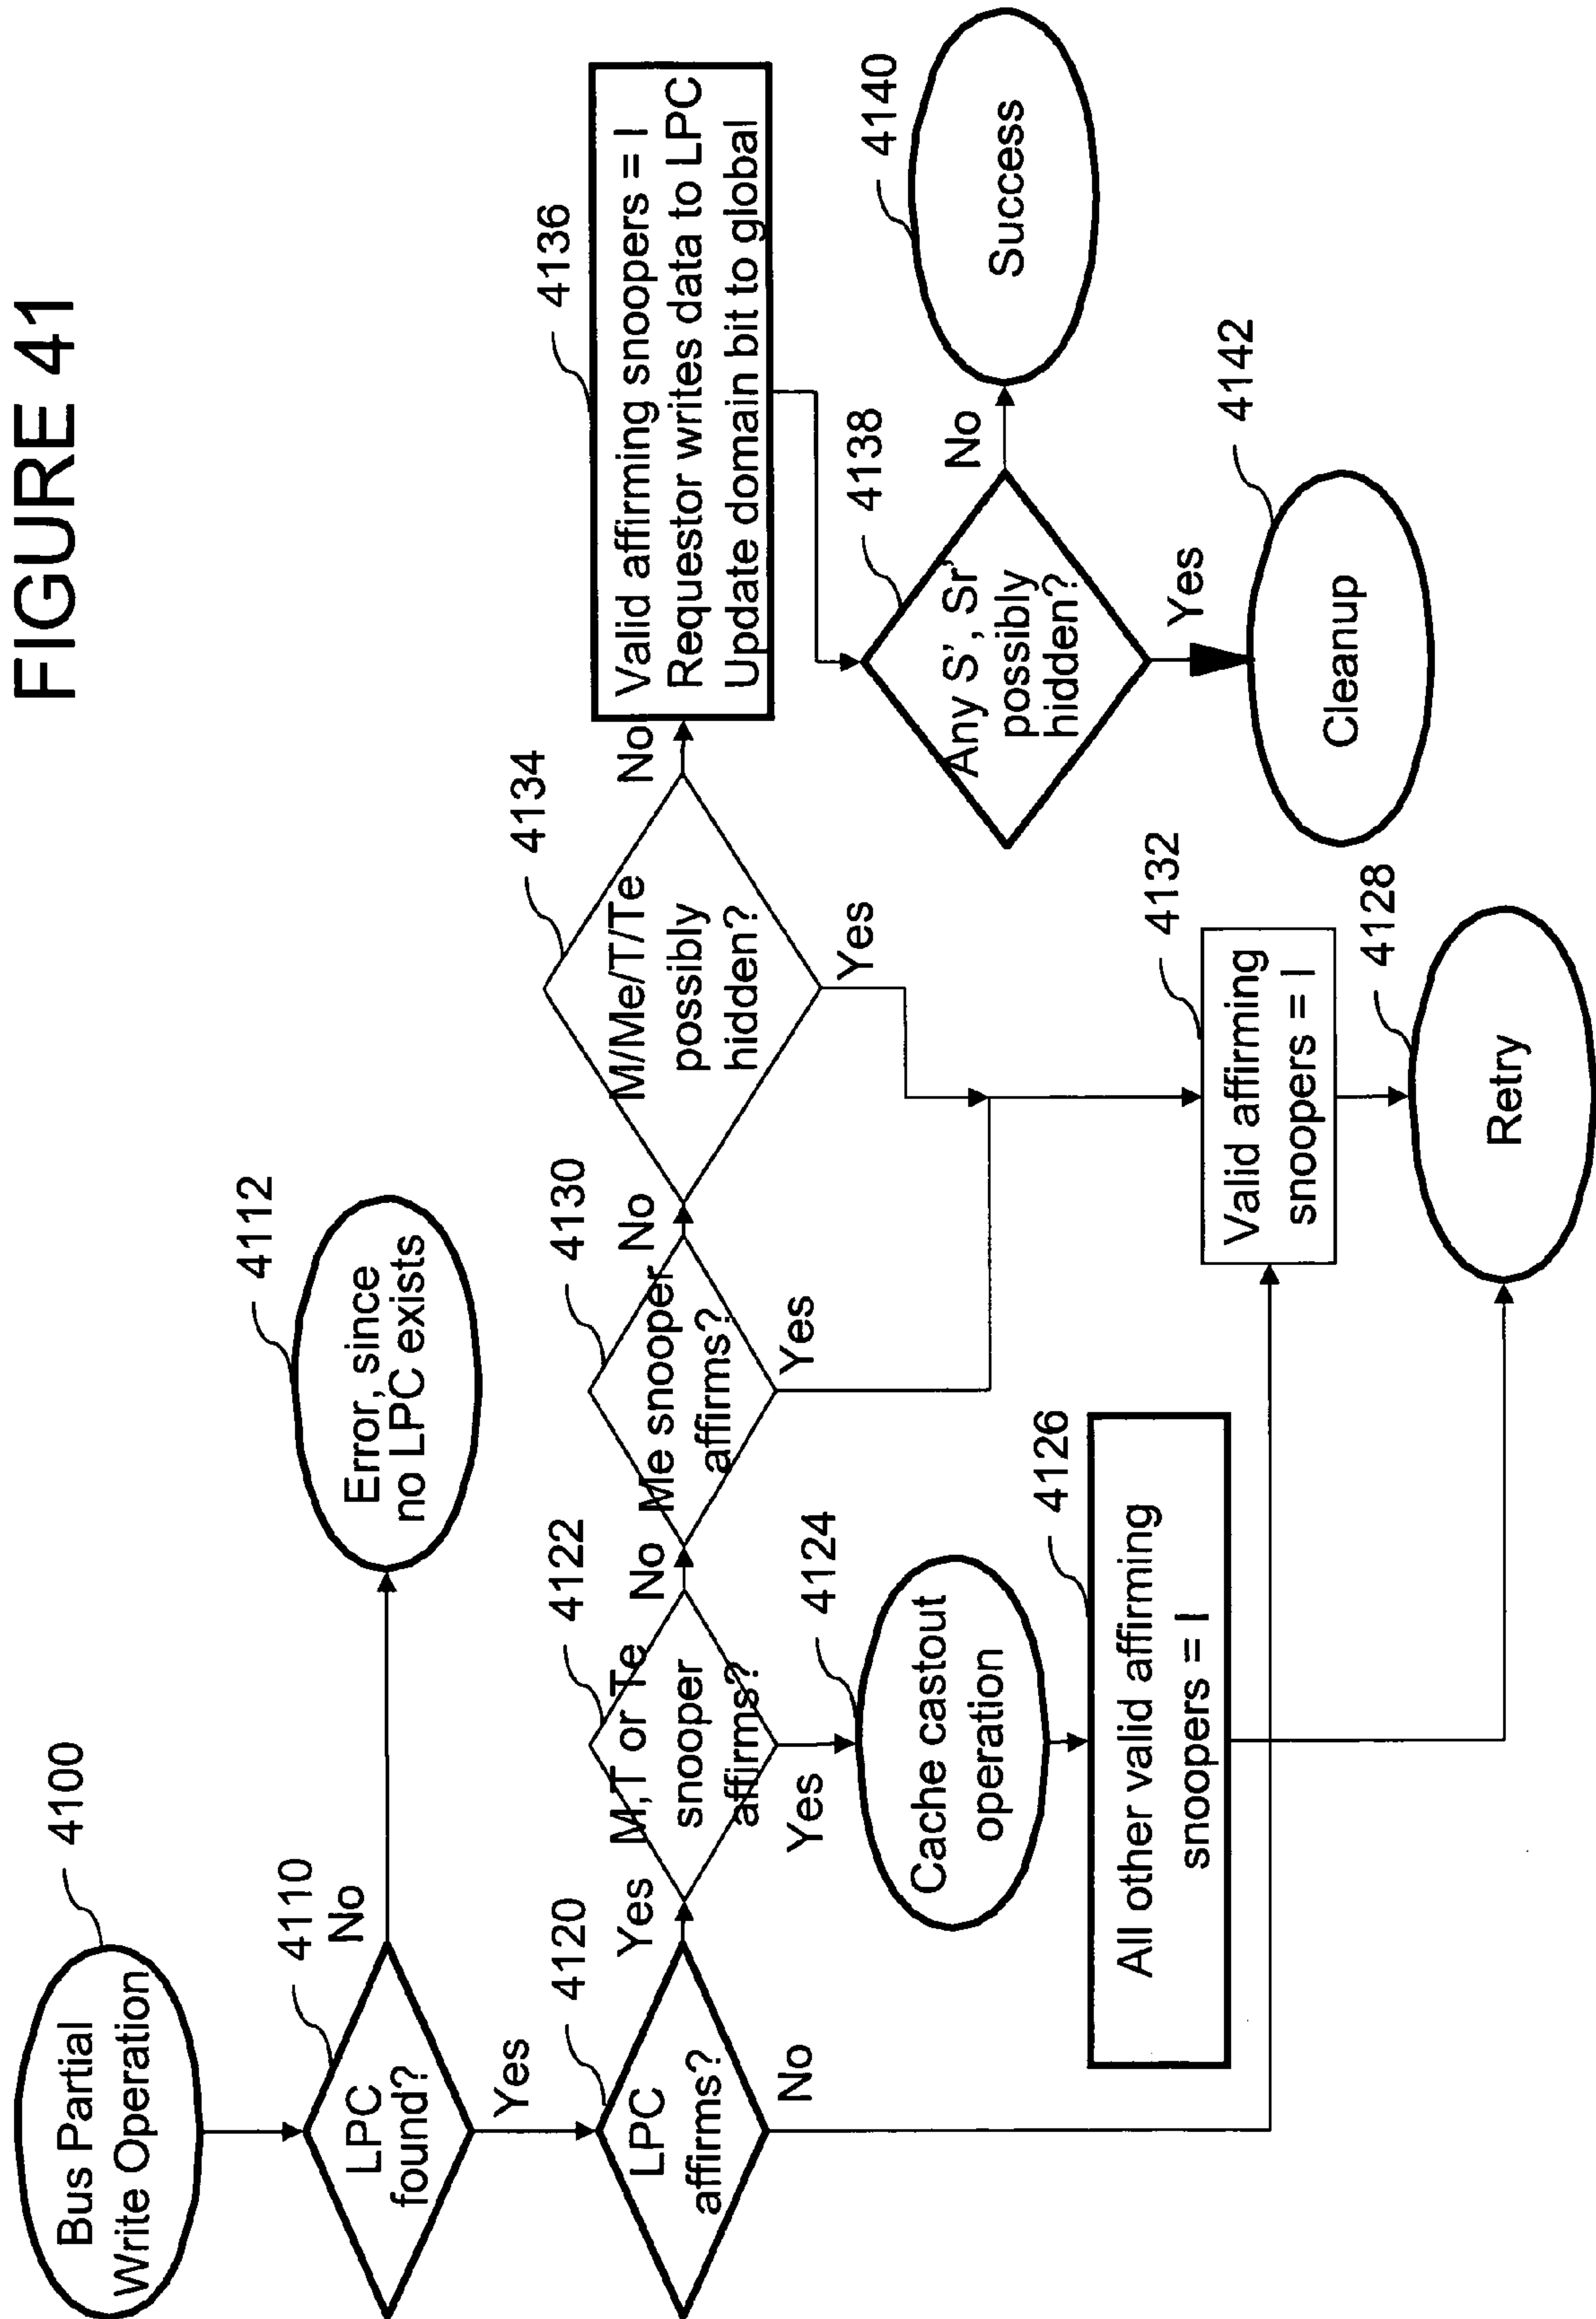 FIGURE 41
Bus Partial
Write Operation
4100
LPC
found?
4110
No
Yes
Error, since
no LPC exists
4112
LPC
affirms?
4120
Yes
No
M,T or Te
snooper
affirms?
4122
No
Yes
Cache castout
operation
4124
All other valid affirming
snoopers = I
4126
Me snooper
affirms?
4130
No
Yes
M/Me/T/Te
possibly
hidden?
4134
No
Yes
Valid affirming
snoopers = I
4132
Retry
4128
Valid affirming snoopers = I
Requestor writes data to LPC
Update domain bit to global
4136
Any S', Sr'
possibly
hidden?
4138
No
Yes
Success
4140
Cleanup
4142